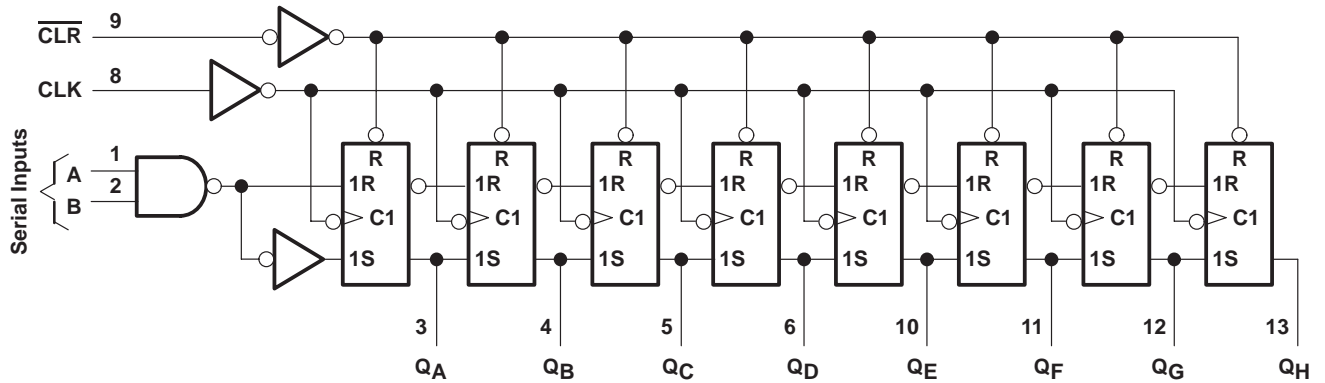 CLR 9
CLK 8
Serial Inputs
A 1
B 2
R R R R R R R R
1R 1R 1R 1R 1R 1R 1R 1R
C1 C1 C1 C1 C1 C1 C1 C1
1S 1S 1S 1S 1S 1S 1S 1S
3 4 5 6 10 11 12 13
QA QB QC QD QE QF QG QH